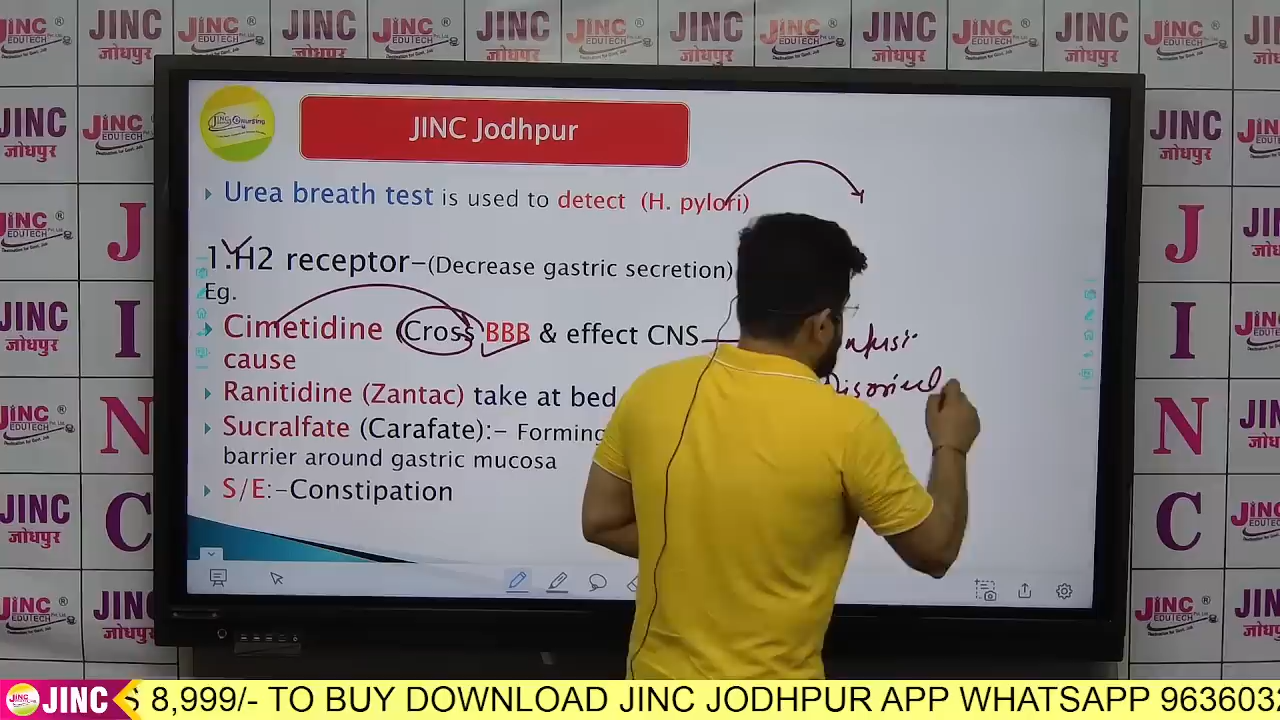 JINC Jodhpur
Urea breath test is used to detect (H. pylori)
1.H2 receptor-(Decrease gastric secretion)
Eg.
Cimetidine (Cross BBB & effect CNS
cause
Ranitidine (Zantac) take at bed
Sucralfate (Carafate):- Forming
barrier around gastric mucosa
S/E:-Constipation
JINC
जोधपुर
JINC
EDUTECH
J
I
N
C
J
I
N
C
JINC $ 8,999/- TO BUY DOWNLOAD JINC JODHPUR APP WHATSAPP 963603